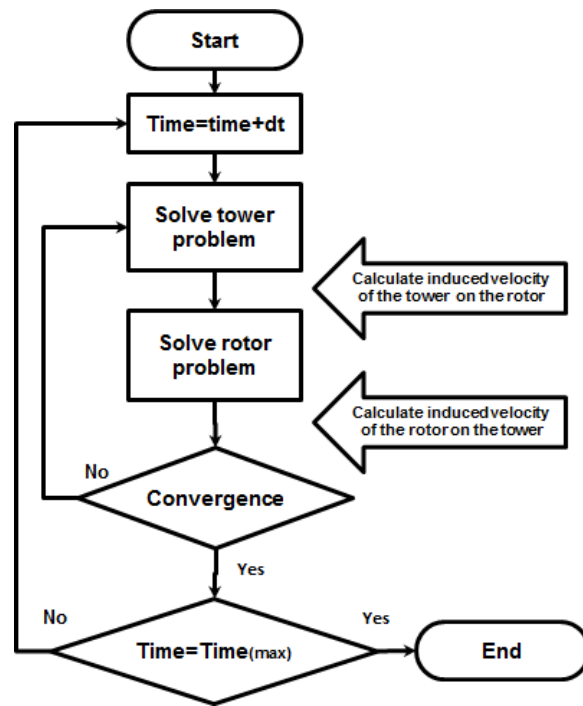 Start
Time=time+dt
Solve tower
problem
Calculate induced velocity
of the tower on the rotor
Solve rotor
problem
Calculate induced velocity
of the rotor on the tower
No
Convergence
Yes
No
Time=Time(max)
Yes
End